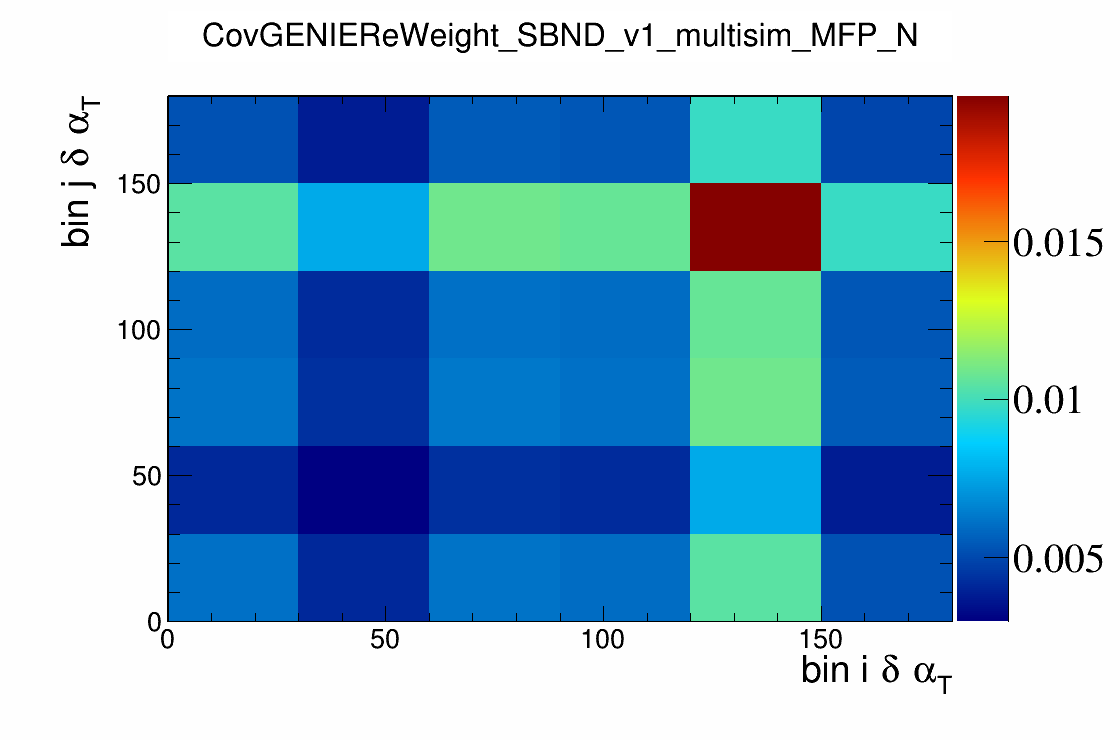 CovGENIEReWeight_SBND_v1_multisim_MFP_N
bin j δ α_T
150
100
50
0
0 50 100 150
bin i δ α_T
0.015
0.01
0.005